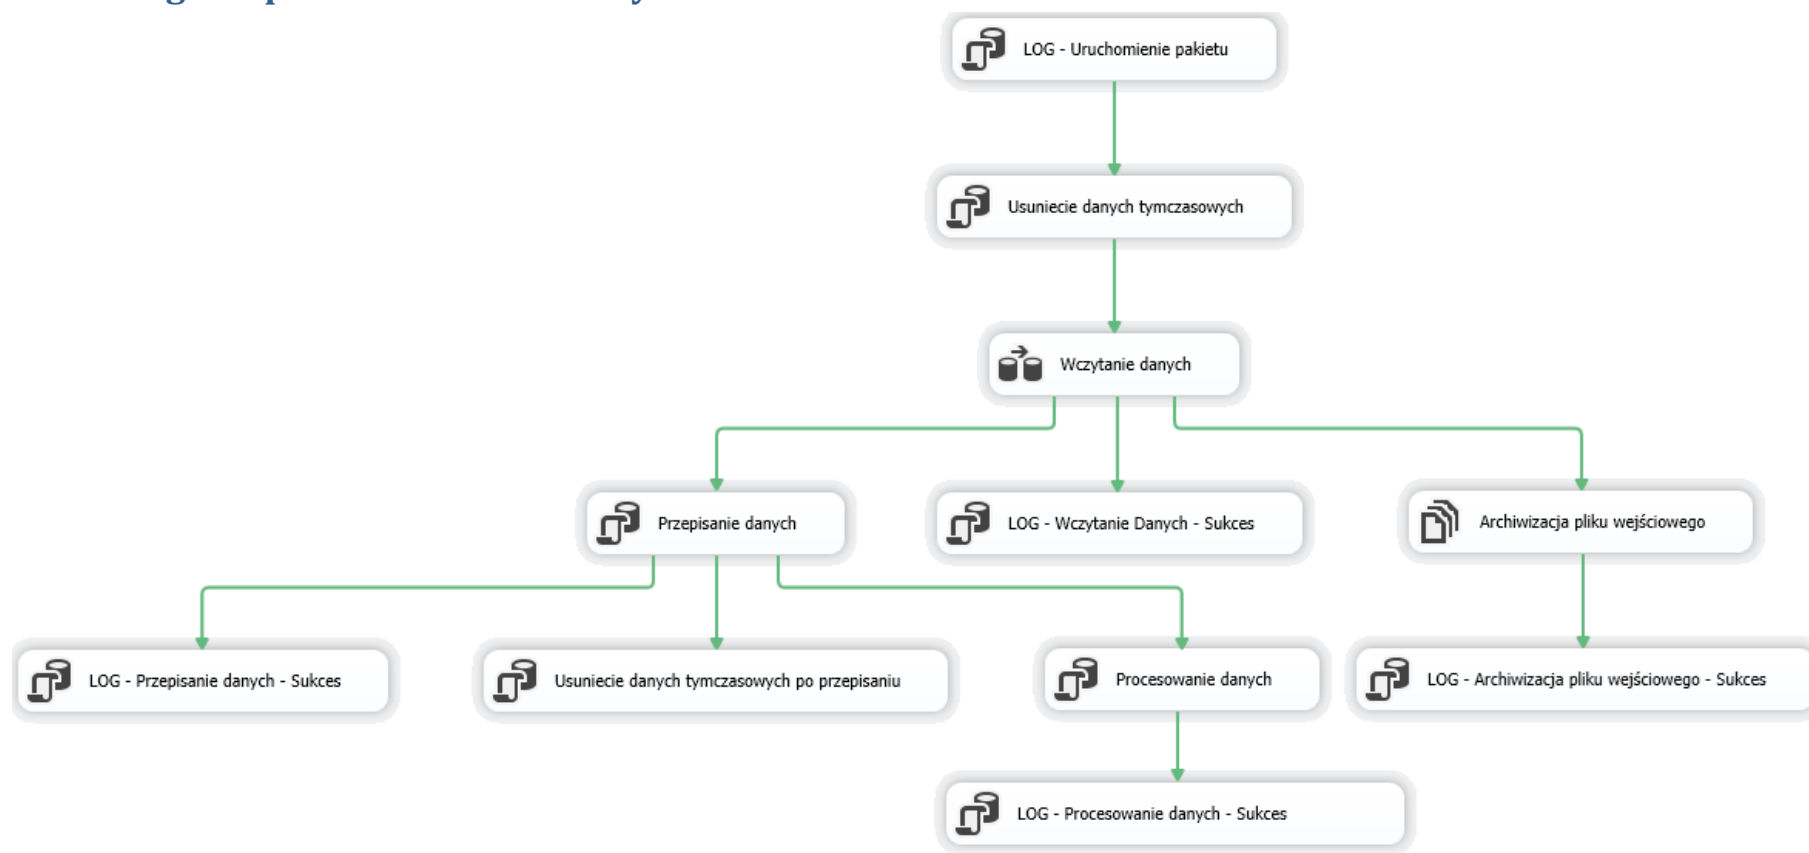 LOG - Uruchomienie pakietu
Usuniecie danych tymczasowych
Wczytanie danych
Przepisanie danych
LOG - Wczytanie Danych - Sukces
Archiwizacja pliku wejściowego
LOG - Przepisanie danych - Sukces
Usuniecie danych tymczasowych po przepisaniu
Procesowanie danych
LOG - Archiwizacja pliku wejściowego - Sukces
LOG - Procesowanie danych - Sukces